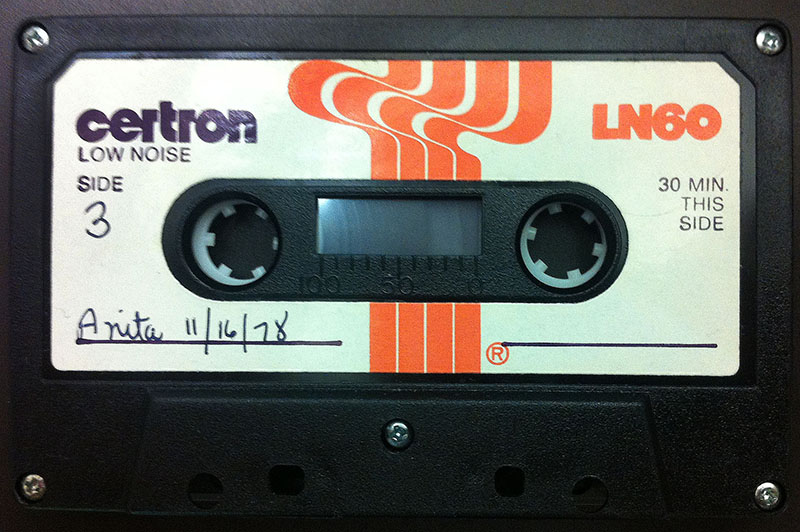 certron
LN60
LOW NOISE
SIDE
3
30 MIN.
THIS
SIDE
100 50 0
Anita 11/16/78
®